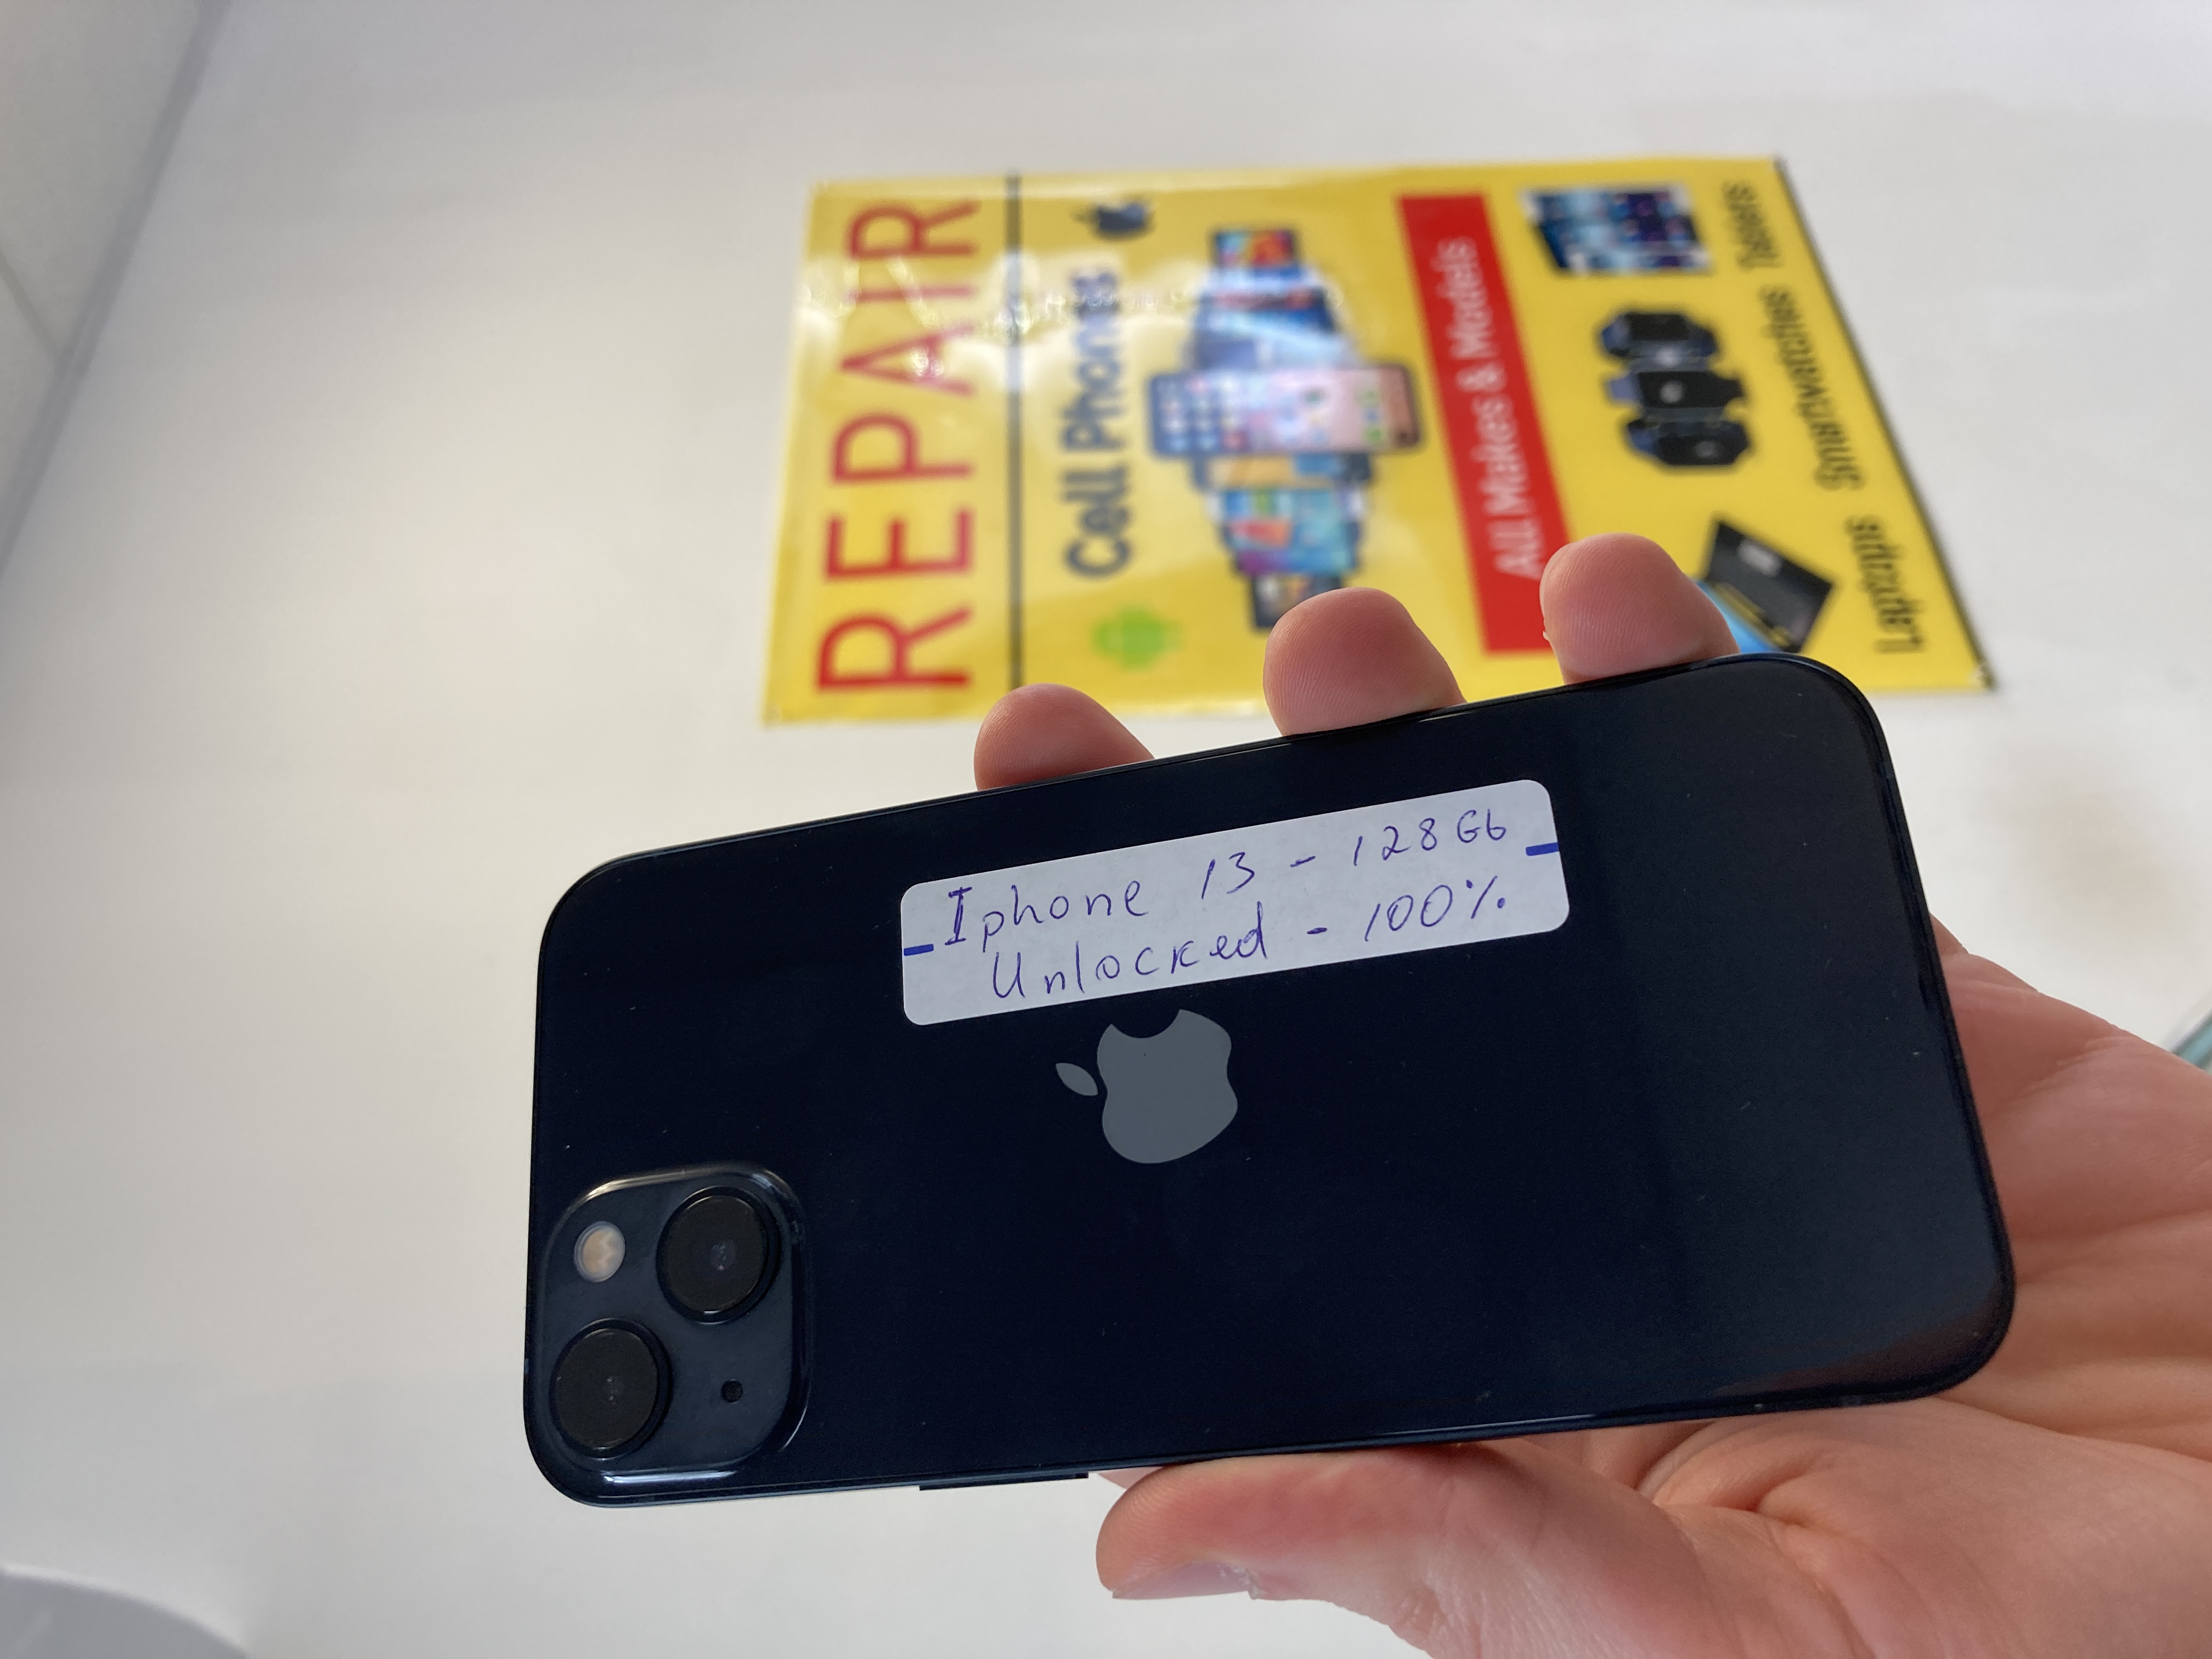 Iphone 13 - 128Gb
Unlocked - 100%
REPAIR
Cell Phones
All Makes & Models
Laptops Smartwatches Tablets